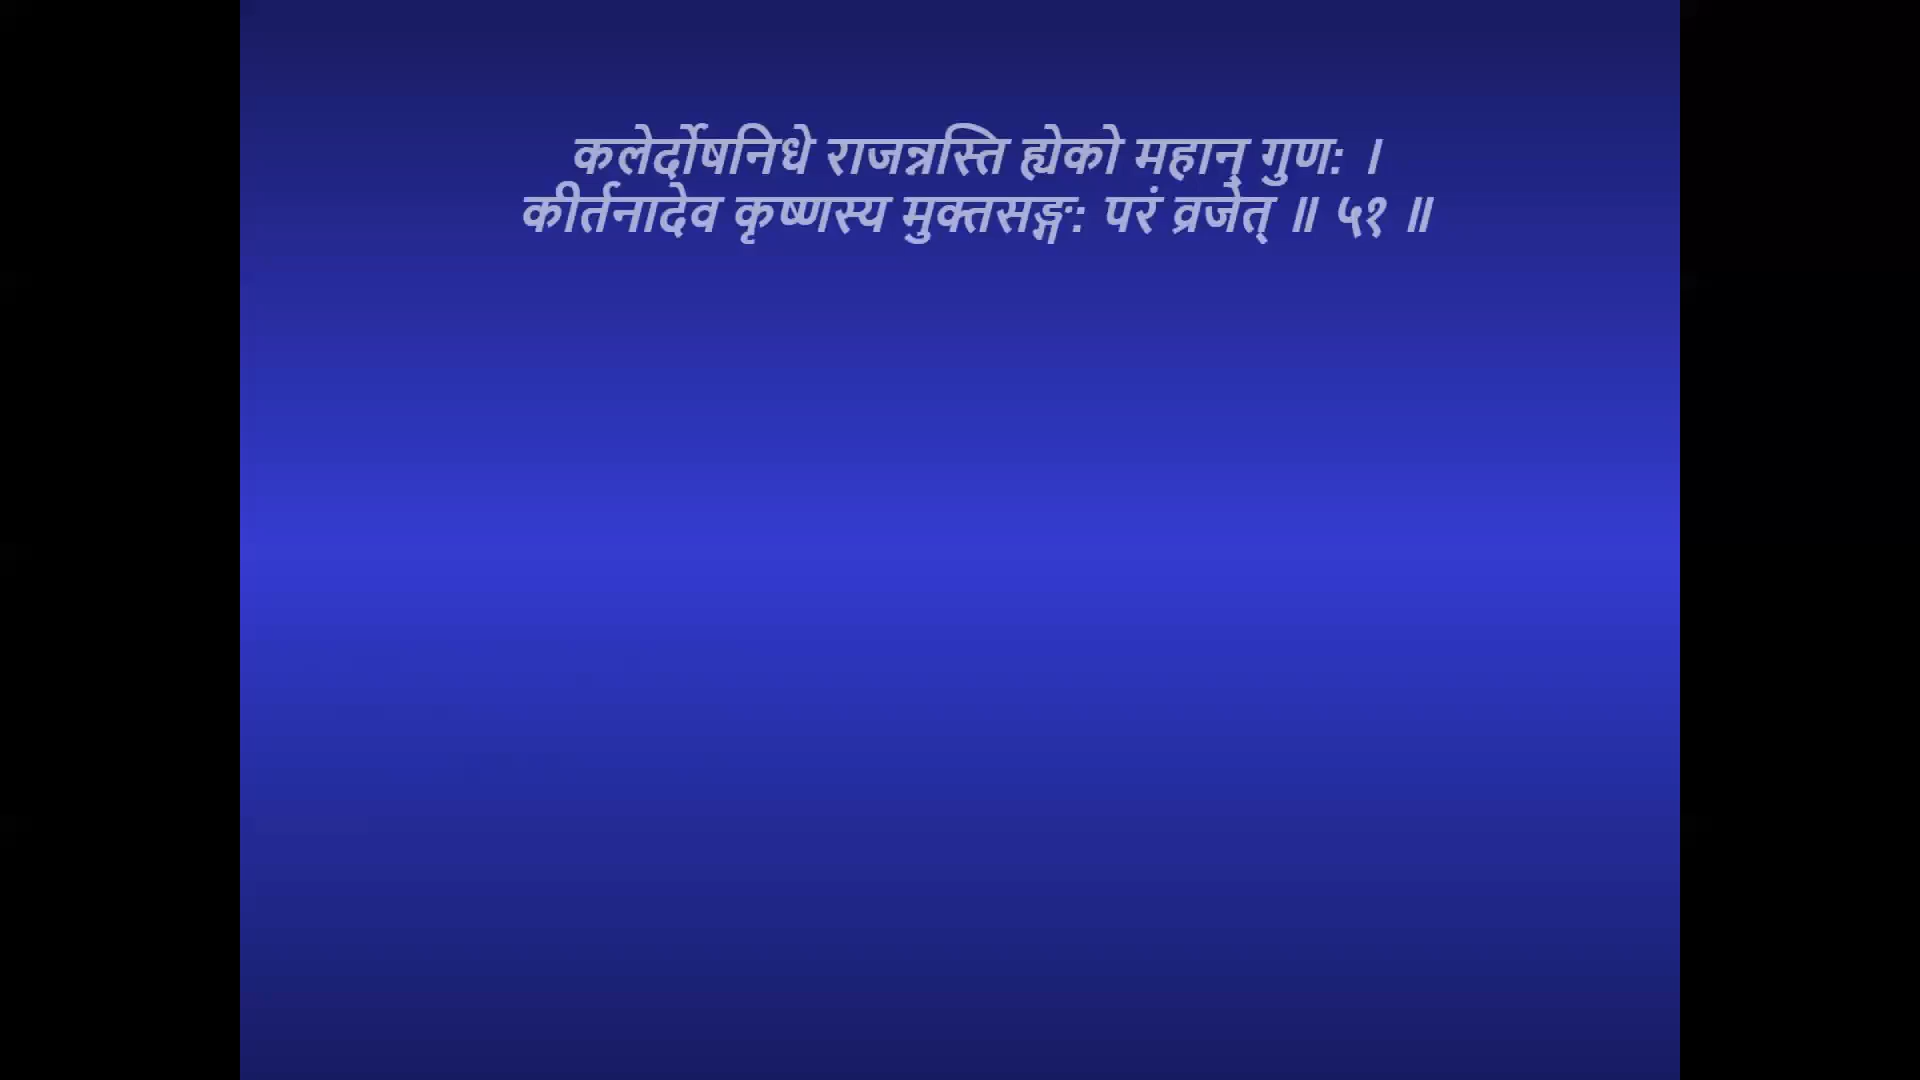 कलेर्दोषनिधे राजन्नस्ति ह्येको महान् गुण: ।
कीर्तनादेव कृष्णस्य मुक्तसङ्ग: परं व्रजेत् ॥ ५१ ॥